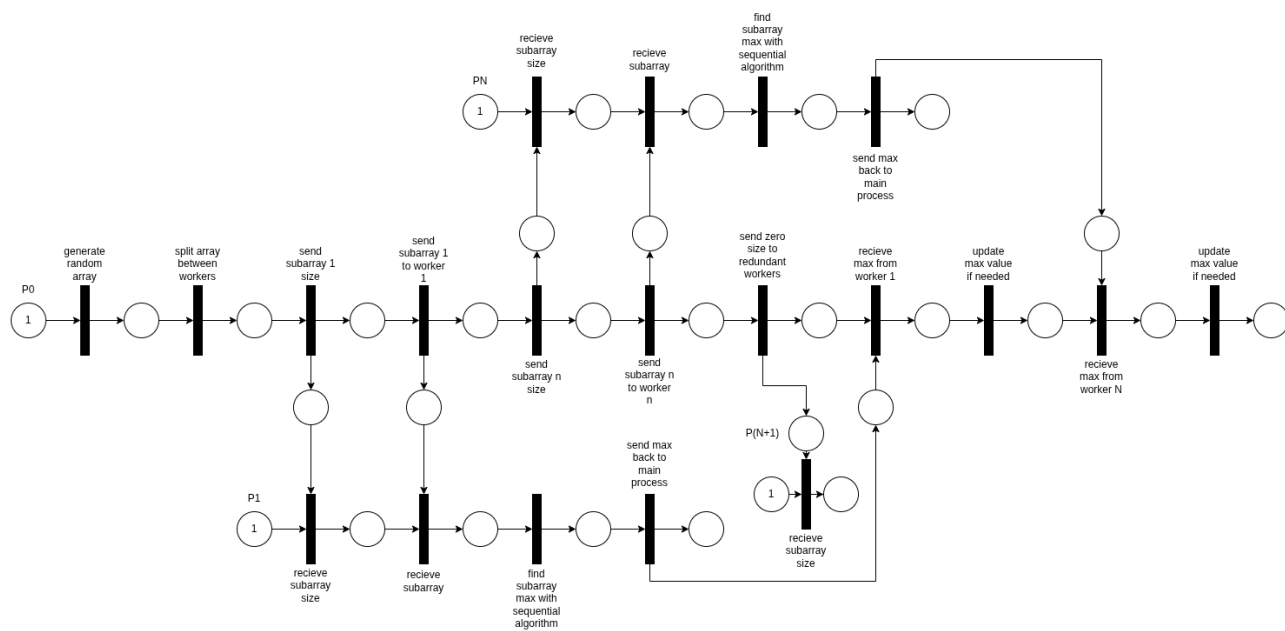 find
subarray
max with
sequential
algorithm
recieve
subarray
size
recieve
subarray
PN
1
send max
back to
main
process
generate
random
array
split array
between
workers
send
subarray 1
size
send
subarray 1
to worker
1
send zero
size to
redundant
workers
recieve
max from
worker 1
update
max value
if needed
update
max value
if needed
P0
1
send
subarray n
size
send
subarray n
to worker
n
recieve
max from
worker N
P(N+1)
1
recieve
subarray
size
send max
back to
main
process
P1
1
recieve
subarray
size
recieve
subarray
find
subarray
max with
sequential
algorithm